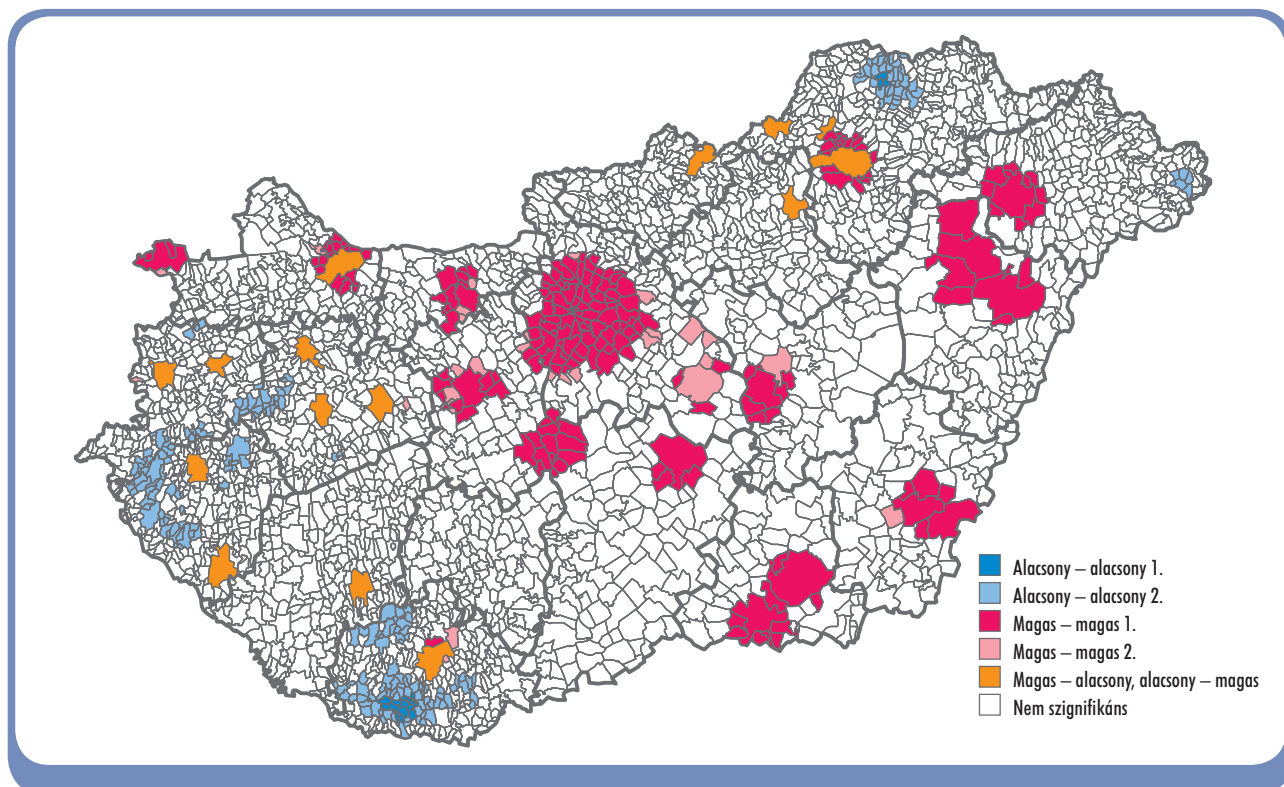 Alacsony – alacsony 1.
Alacsony – alacsony 2.
Magas – magas 1.
Magas – magas 2.
Magas – alacsony, alacsony – magas
Nem szignifikáns